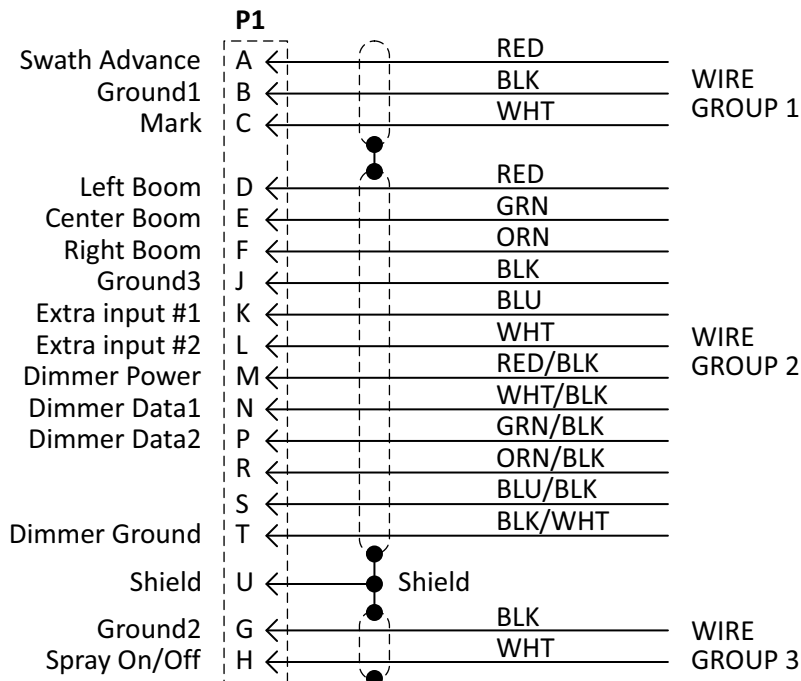 P1
Swath Advance A RED
Ground1 B BLK WIRE
Mark C WHT GROUP 1
Left Boom D RED
Center Boom E GRN
Right Boom F ORN
Ground3 J BLK
Extra input #1 K BLU
Extra input #2 L WHT WIRE
Dimmer Power M RED/BLK GROUP 2
Dimmer Data1 N WHT/BLK
Dimmer Data2 P GRN/BLK
R ORN/BLK
S BLU/BLK
Dimmer Ground T BLK/WHT
Shield U Shield
Ground2 G BLK WIRE
Spray On/Off H WHT GROUP 3